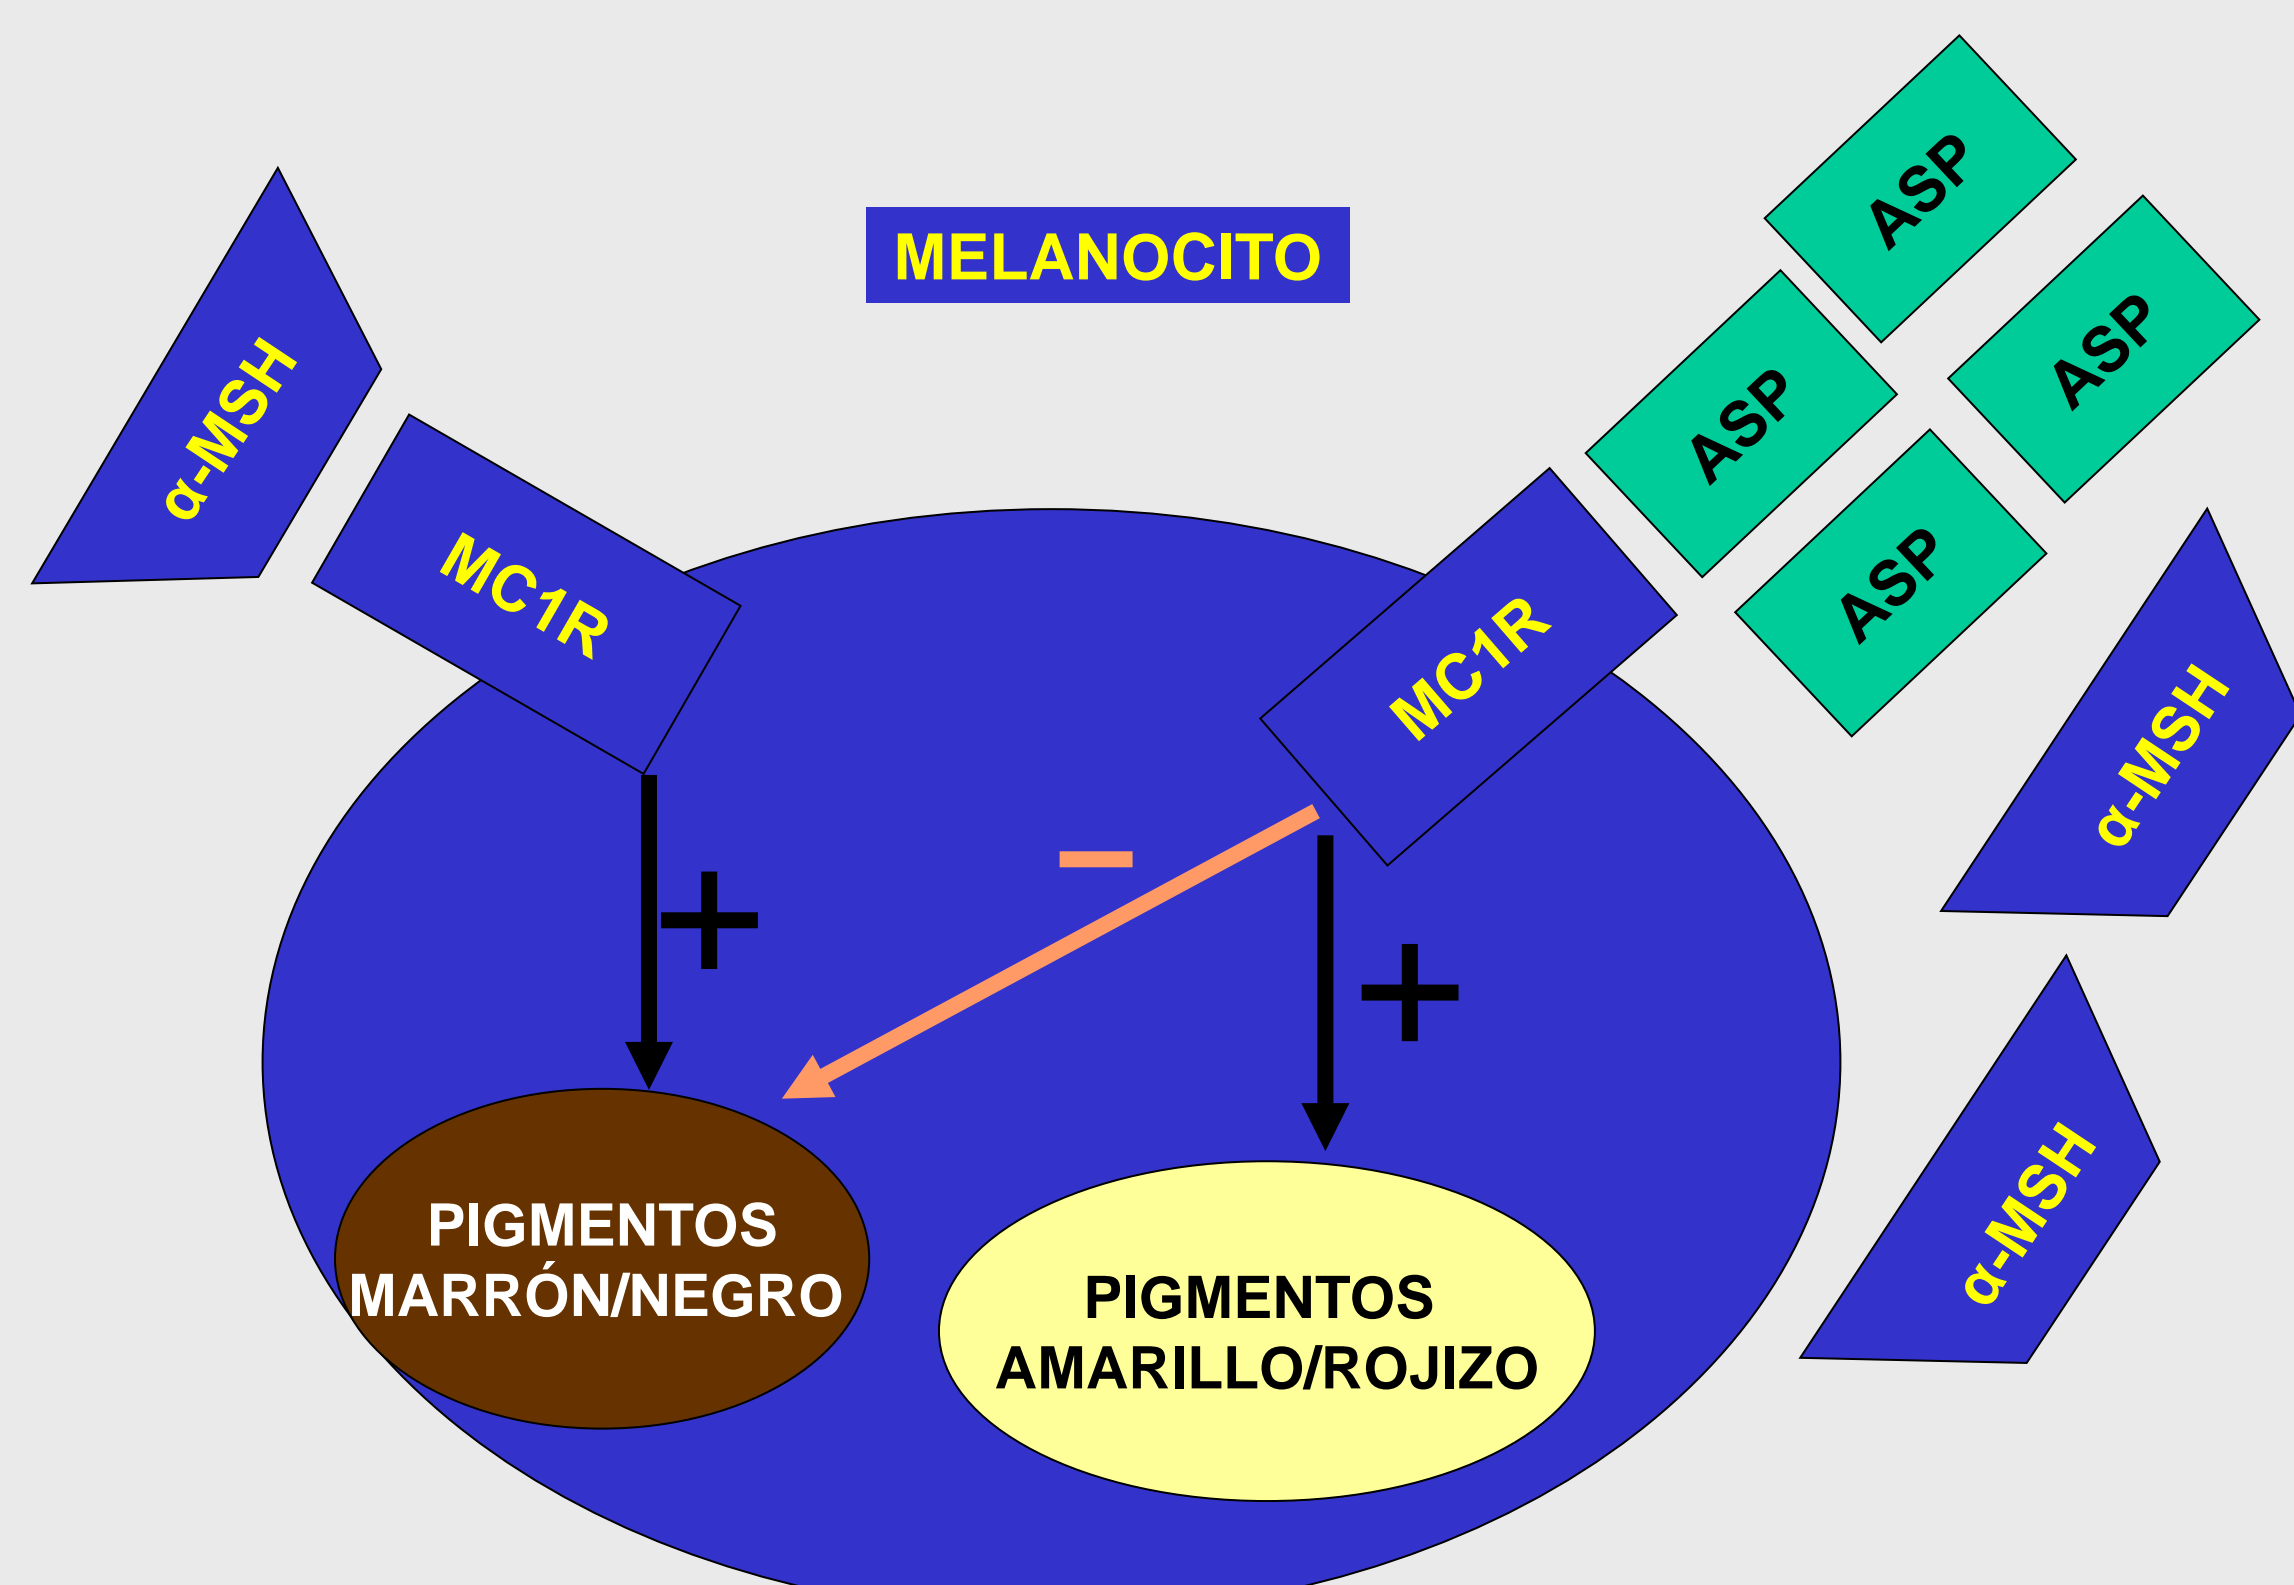 MELANOCITO
α-MSH
MC1R
ASP
ASP
ASP
ASP
MC1R
α-MSH
α-MSH
+
–
+
PIGMENTOS
MARRÓN/NEGRO
PIGMENTOS
AMARILLO/ROJIZO